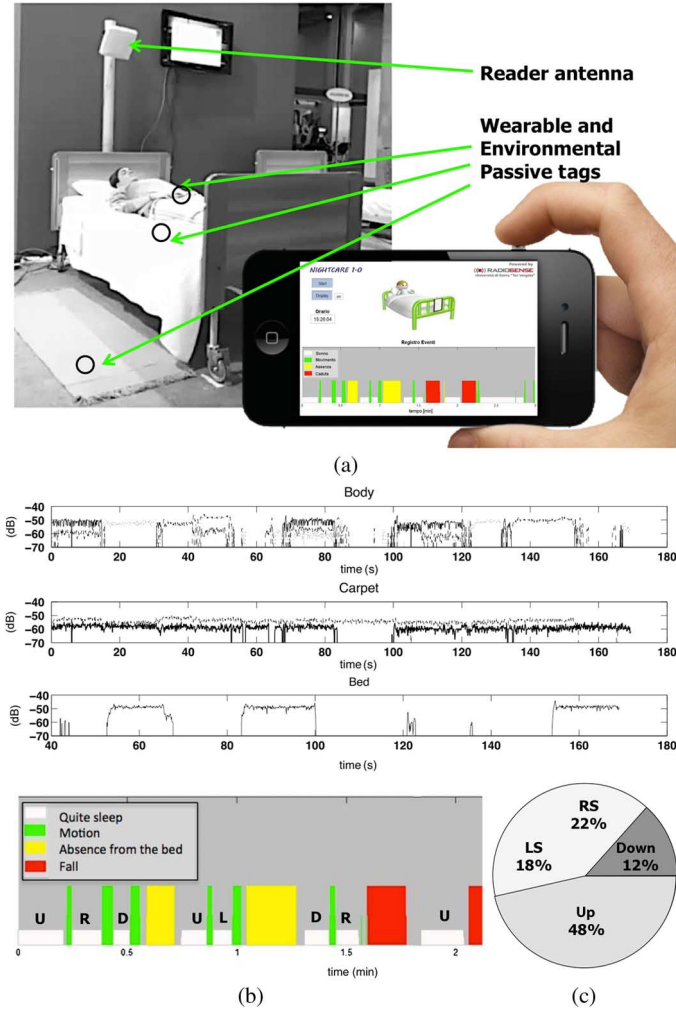 Reader antenna
Wearable and
Environmental
Passive tags
NIGHTCARE 1-0
Powered by
RADIO6ENSE
Start
Display
Orario
15:26:04
Registro Eventi
Sonno
Movimento
Assenza
Caduta
tempo [min]
(a)
Body
(dB)
-40
-50
-60
-70
0 20 40 60 80 100 120 140 160 180
time (s)
Carpet
(dB)
-40
-50
-60
-70
0 20 40 60 80 100 120 140 160 180
time (s)
Bed
(dB)
-40
-50
-60
-70
40 60 80 100 120 140 160 180
time (s)
Quite sleep
Motion
Absence from the bed
Fall
U R D U L D R U
0 0.5 1 1.5 2
time (min)
(b)
RS
22%
LS
18%
Down
12%
Up
48%
(c)